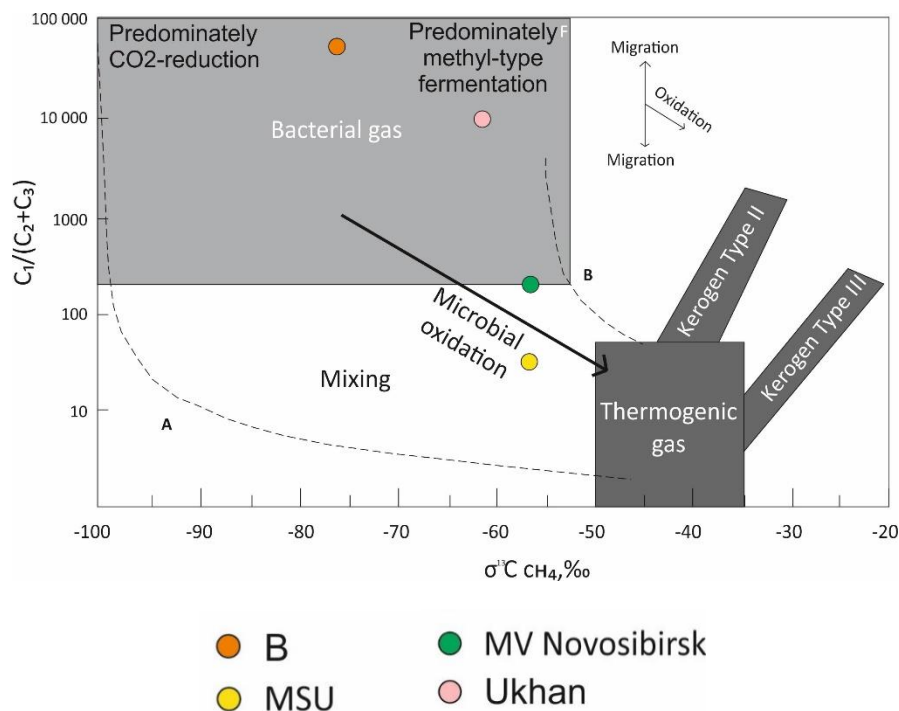 100 000
10 000
1000
100
10
C₁/(C₂+C₃)
Predominately
CO2-reduction
Predominately
methyl-type
fermentation
F
Bacterial gas
Migration
Oxidation
Migration
Kerogen Type II
Kerogen Type III
B
Microbial
oxidation
Mixing
A
Thermogenic
gas
-100
-90
-80
-70
-60
-50
-40
-30
-20
σ¹³C CH₄,‰
B
MV Novosibirsk
MSU
Ukhan